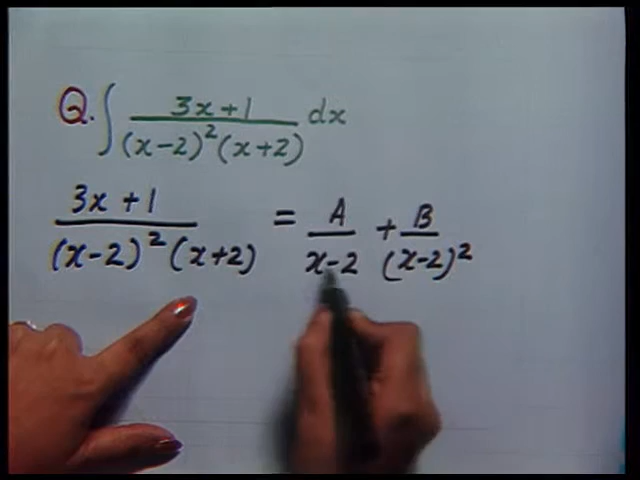 Q. ∫ 3x+1 / (x-2)²(x+2) dx
3x+1 / (x-2)²(x+2) = A / x-2 + B / (x-2)²